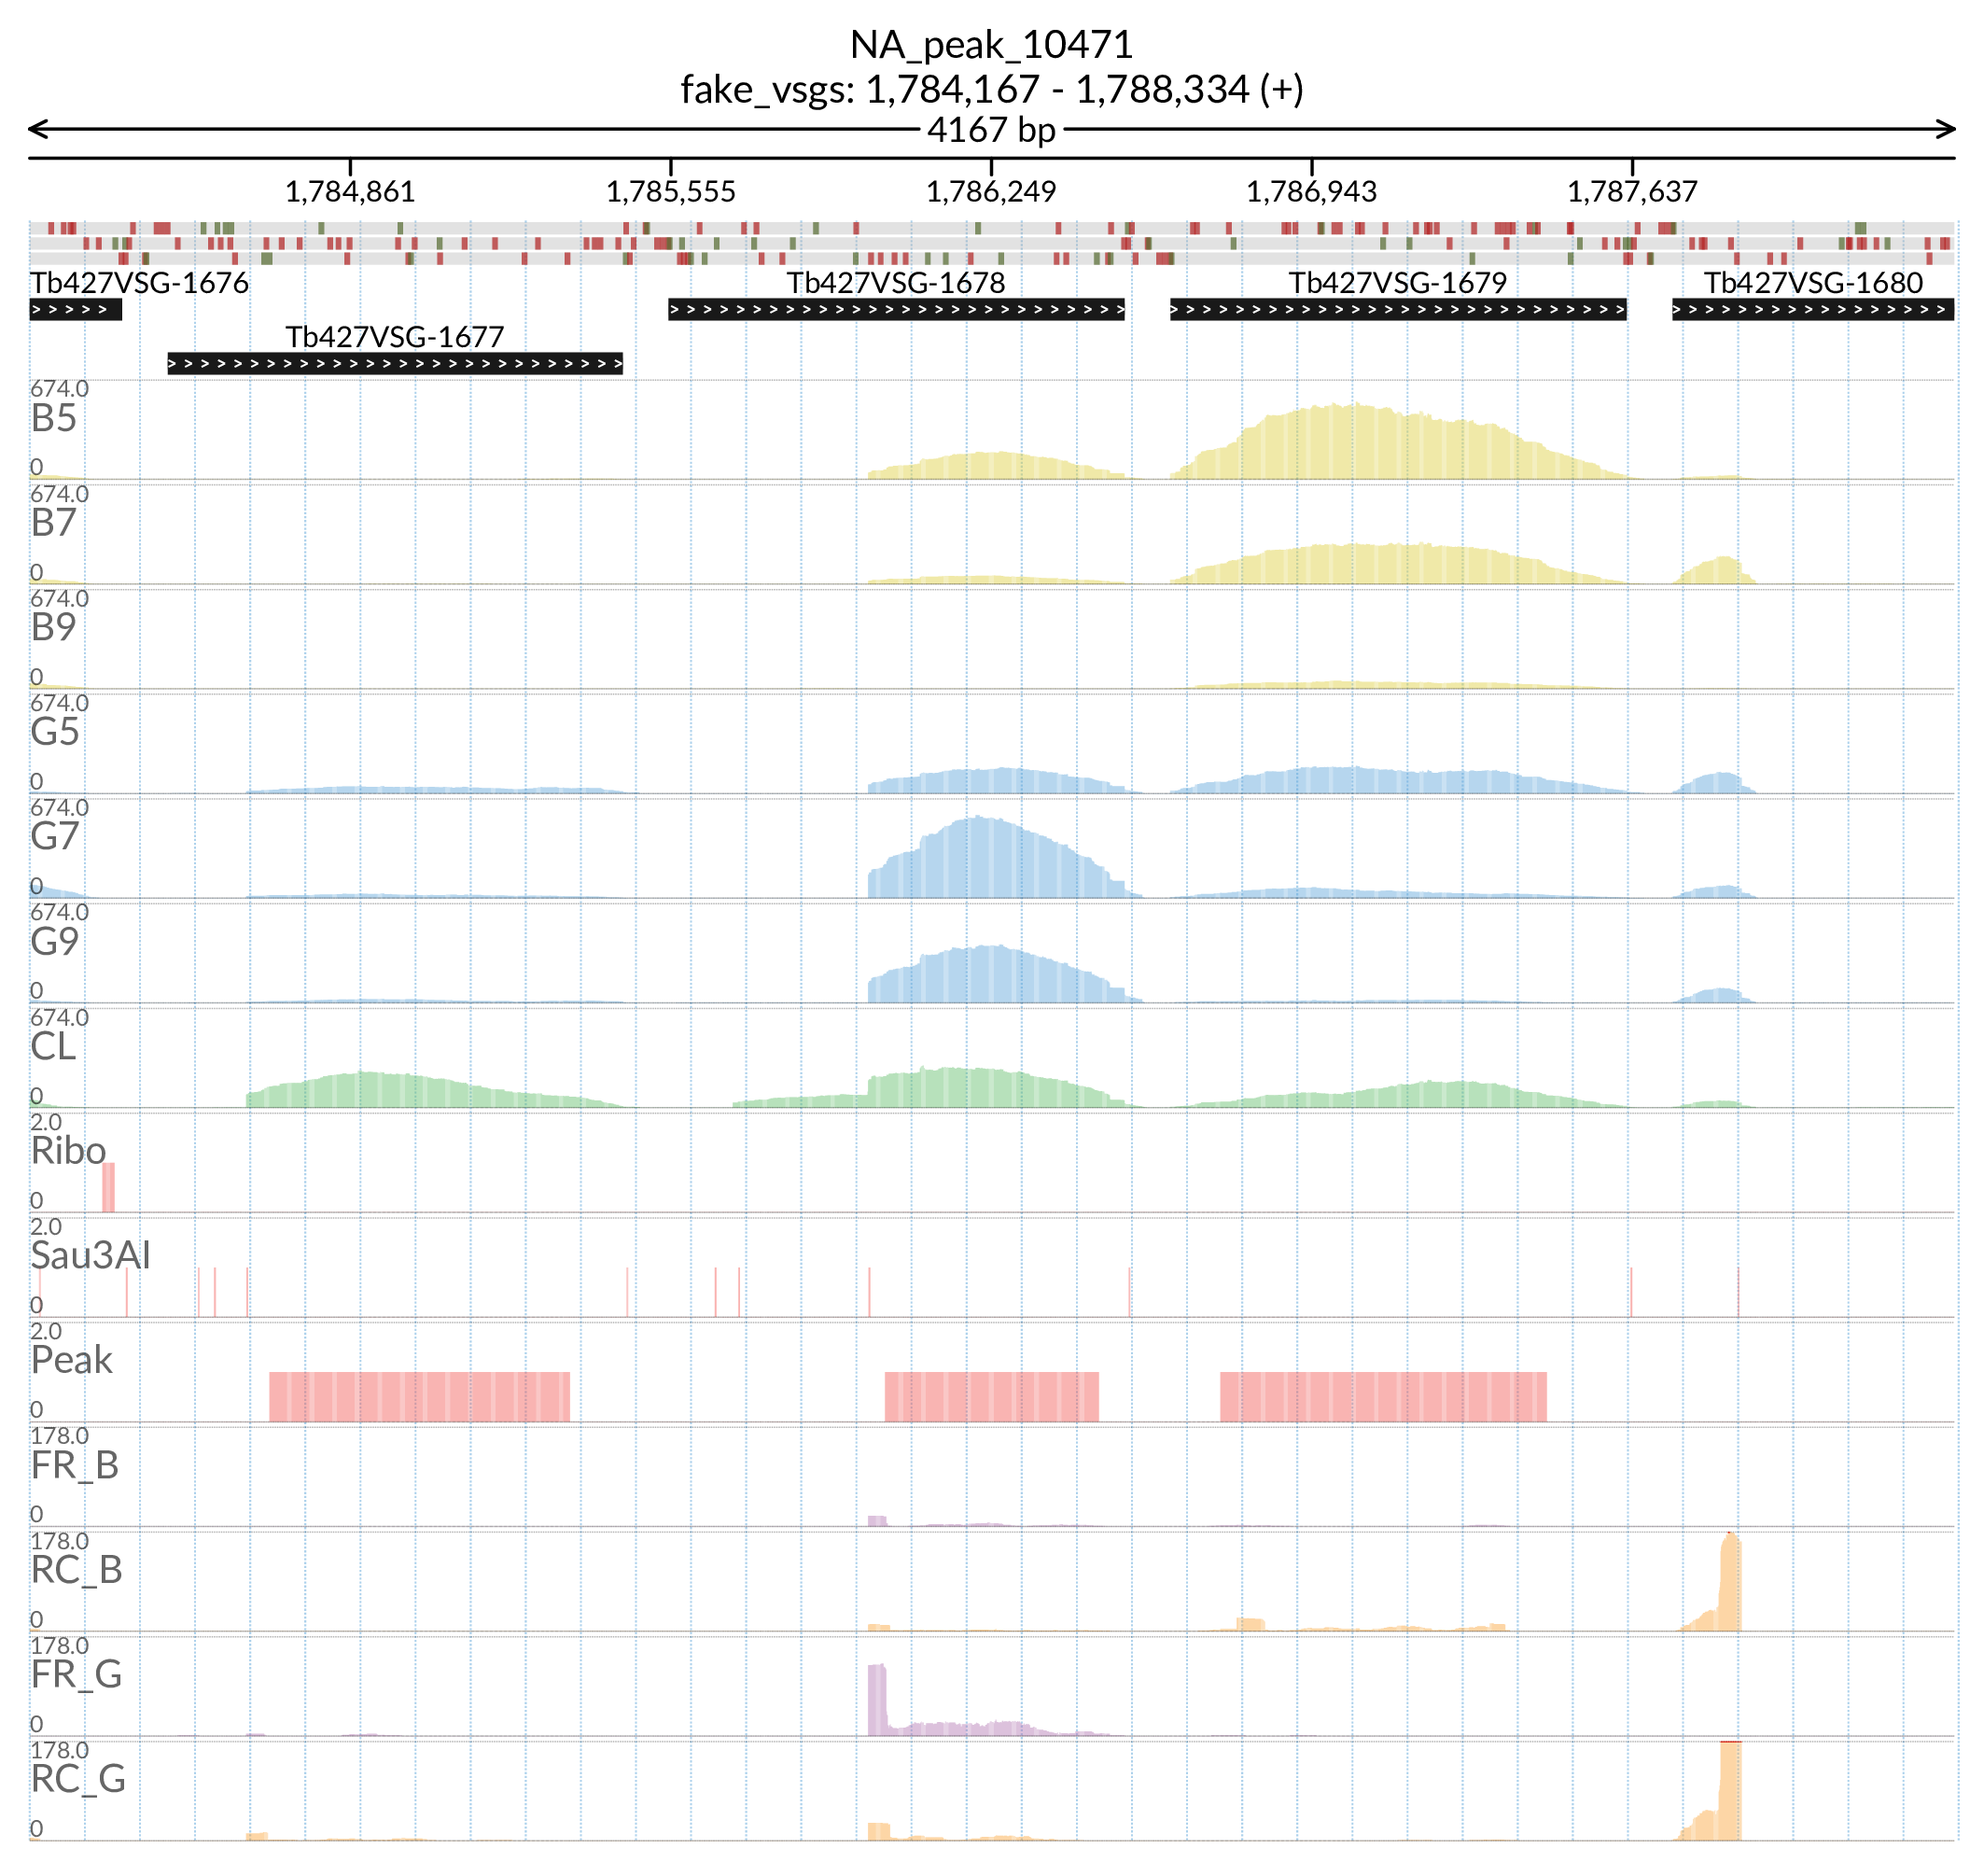 NA_peak_10471
fake_vsgs: 1,784,167 - 1,788,334 (+)
4167 bp
1,784,861 1,785,555 1,786,249 1,786,943 1,787,637
Tb427VSG-1676 Tb427VSG-1678 Tb427VSG-1679 Tb427VSG-1680
Tb427VSG-1677
674.0
B5
0
674.0
B7
0
674.0
B9
0
674.0
G5
0
674.0
G7
0
674.0
G9
0
674.0
CL
0
2.0
Ribo
0
2.0
Sau3AI
0
2.0
Peak
0
178.0
FR_B
0
178.0
RC_B
0
178.0
FR_G
0
178.0
RC_G
0